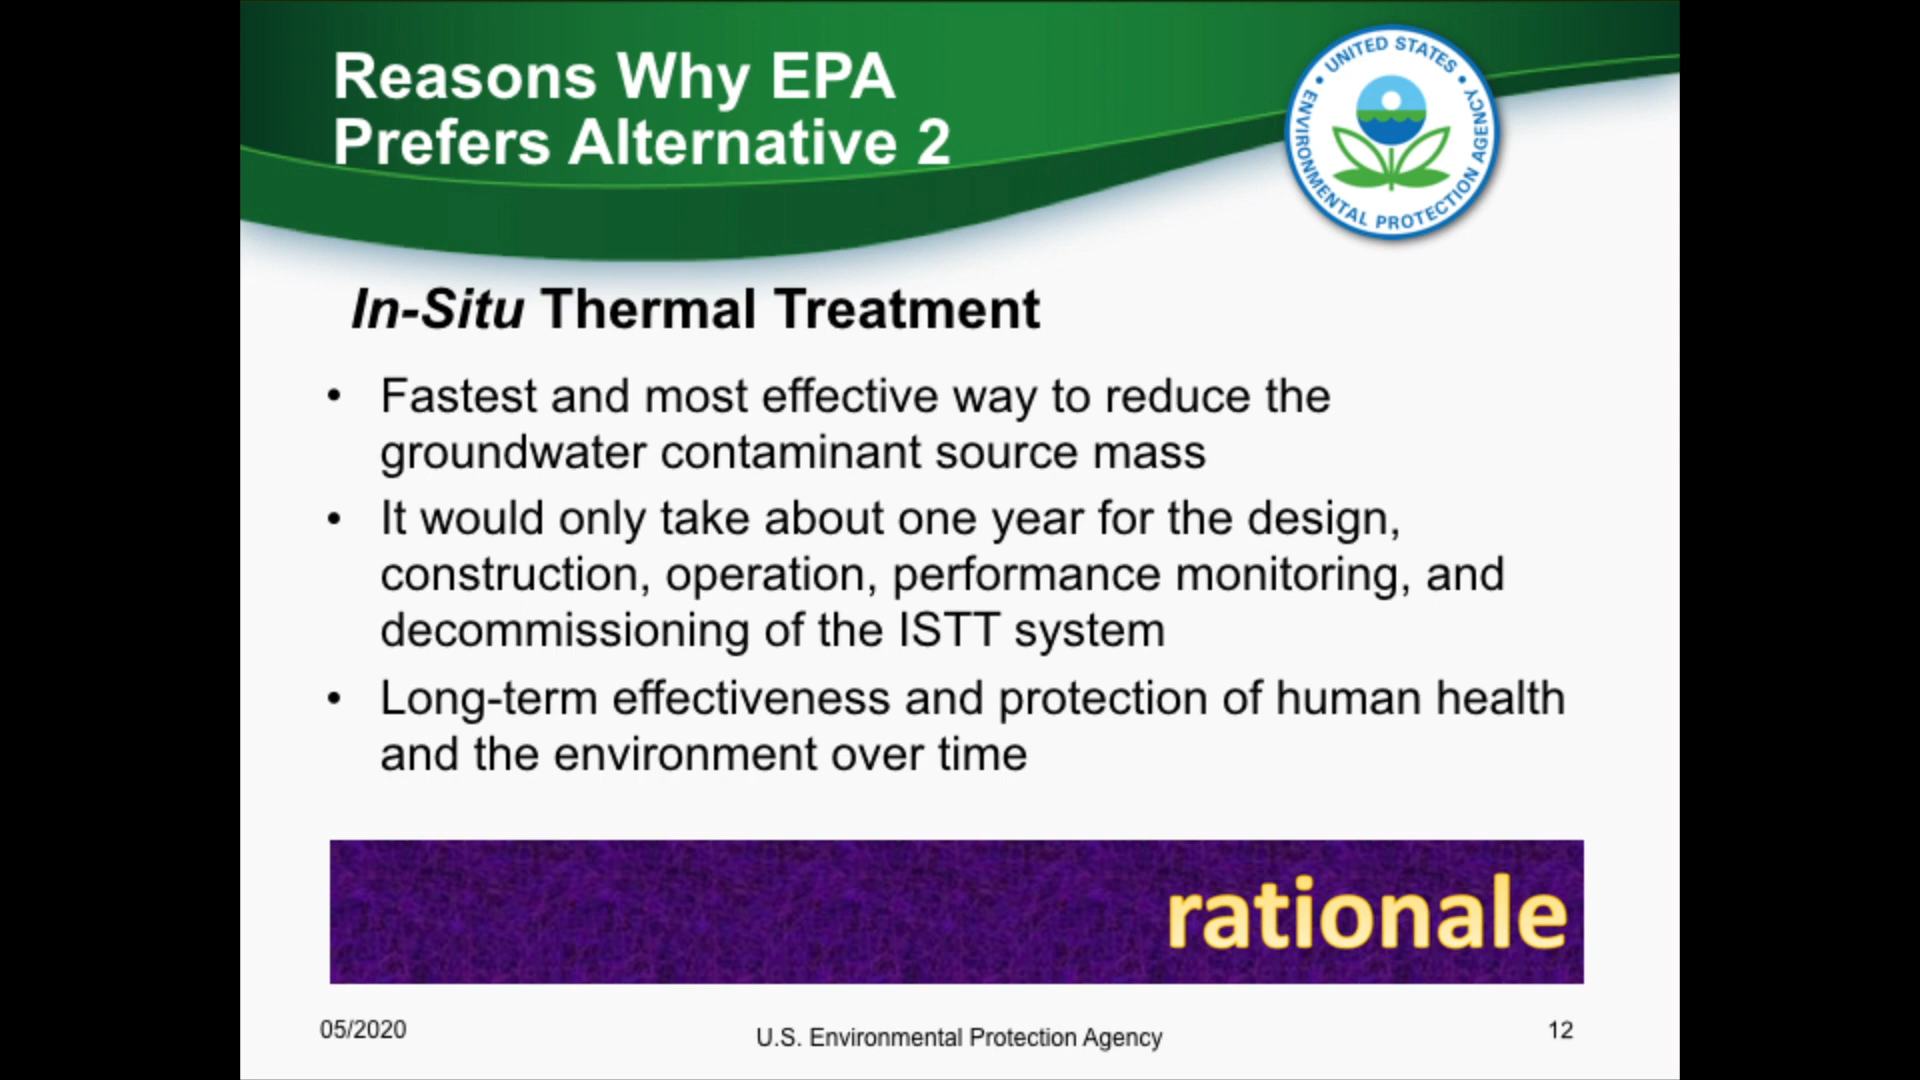 Reasons Why EPA
Prefers Alternative 2
UNITED STATES • ENVIRONMENTAL PROTECTION AGENCY •
In-Situ Thermal Treatment
• Fastest and most effective way to reduce the
groundwater contaminant source mass
• It would only take about one year for the design,
construction, operation, performance monitoring, and
decommissioning of the ISTT system
• Long-term effectiveness and protection of human health
and the environment over time
rationale
05/2020
U.S. Environmental Protection Agency
12